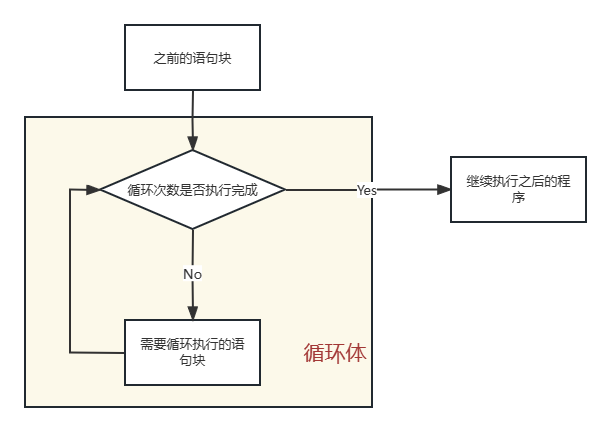 之前的语句块
循环次数是否执行完成
Yes
继续执行之后的程
序
No
需要循环执行的语
句块
循环体